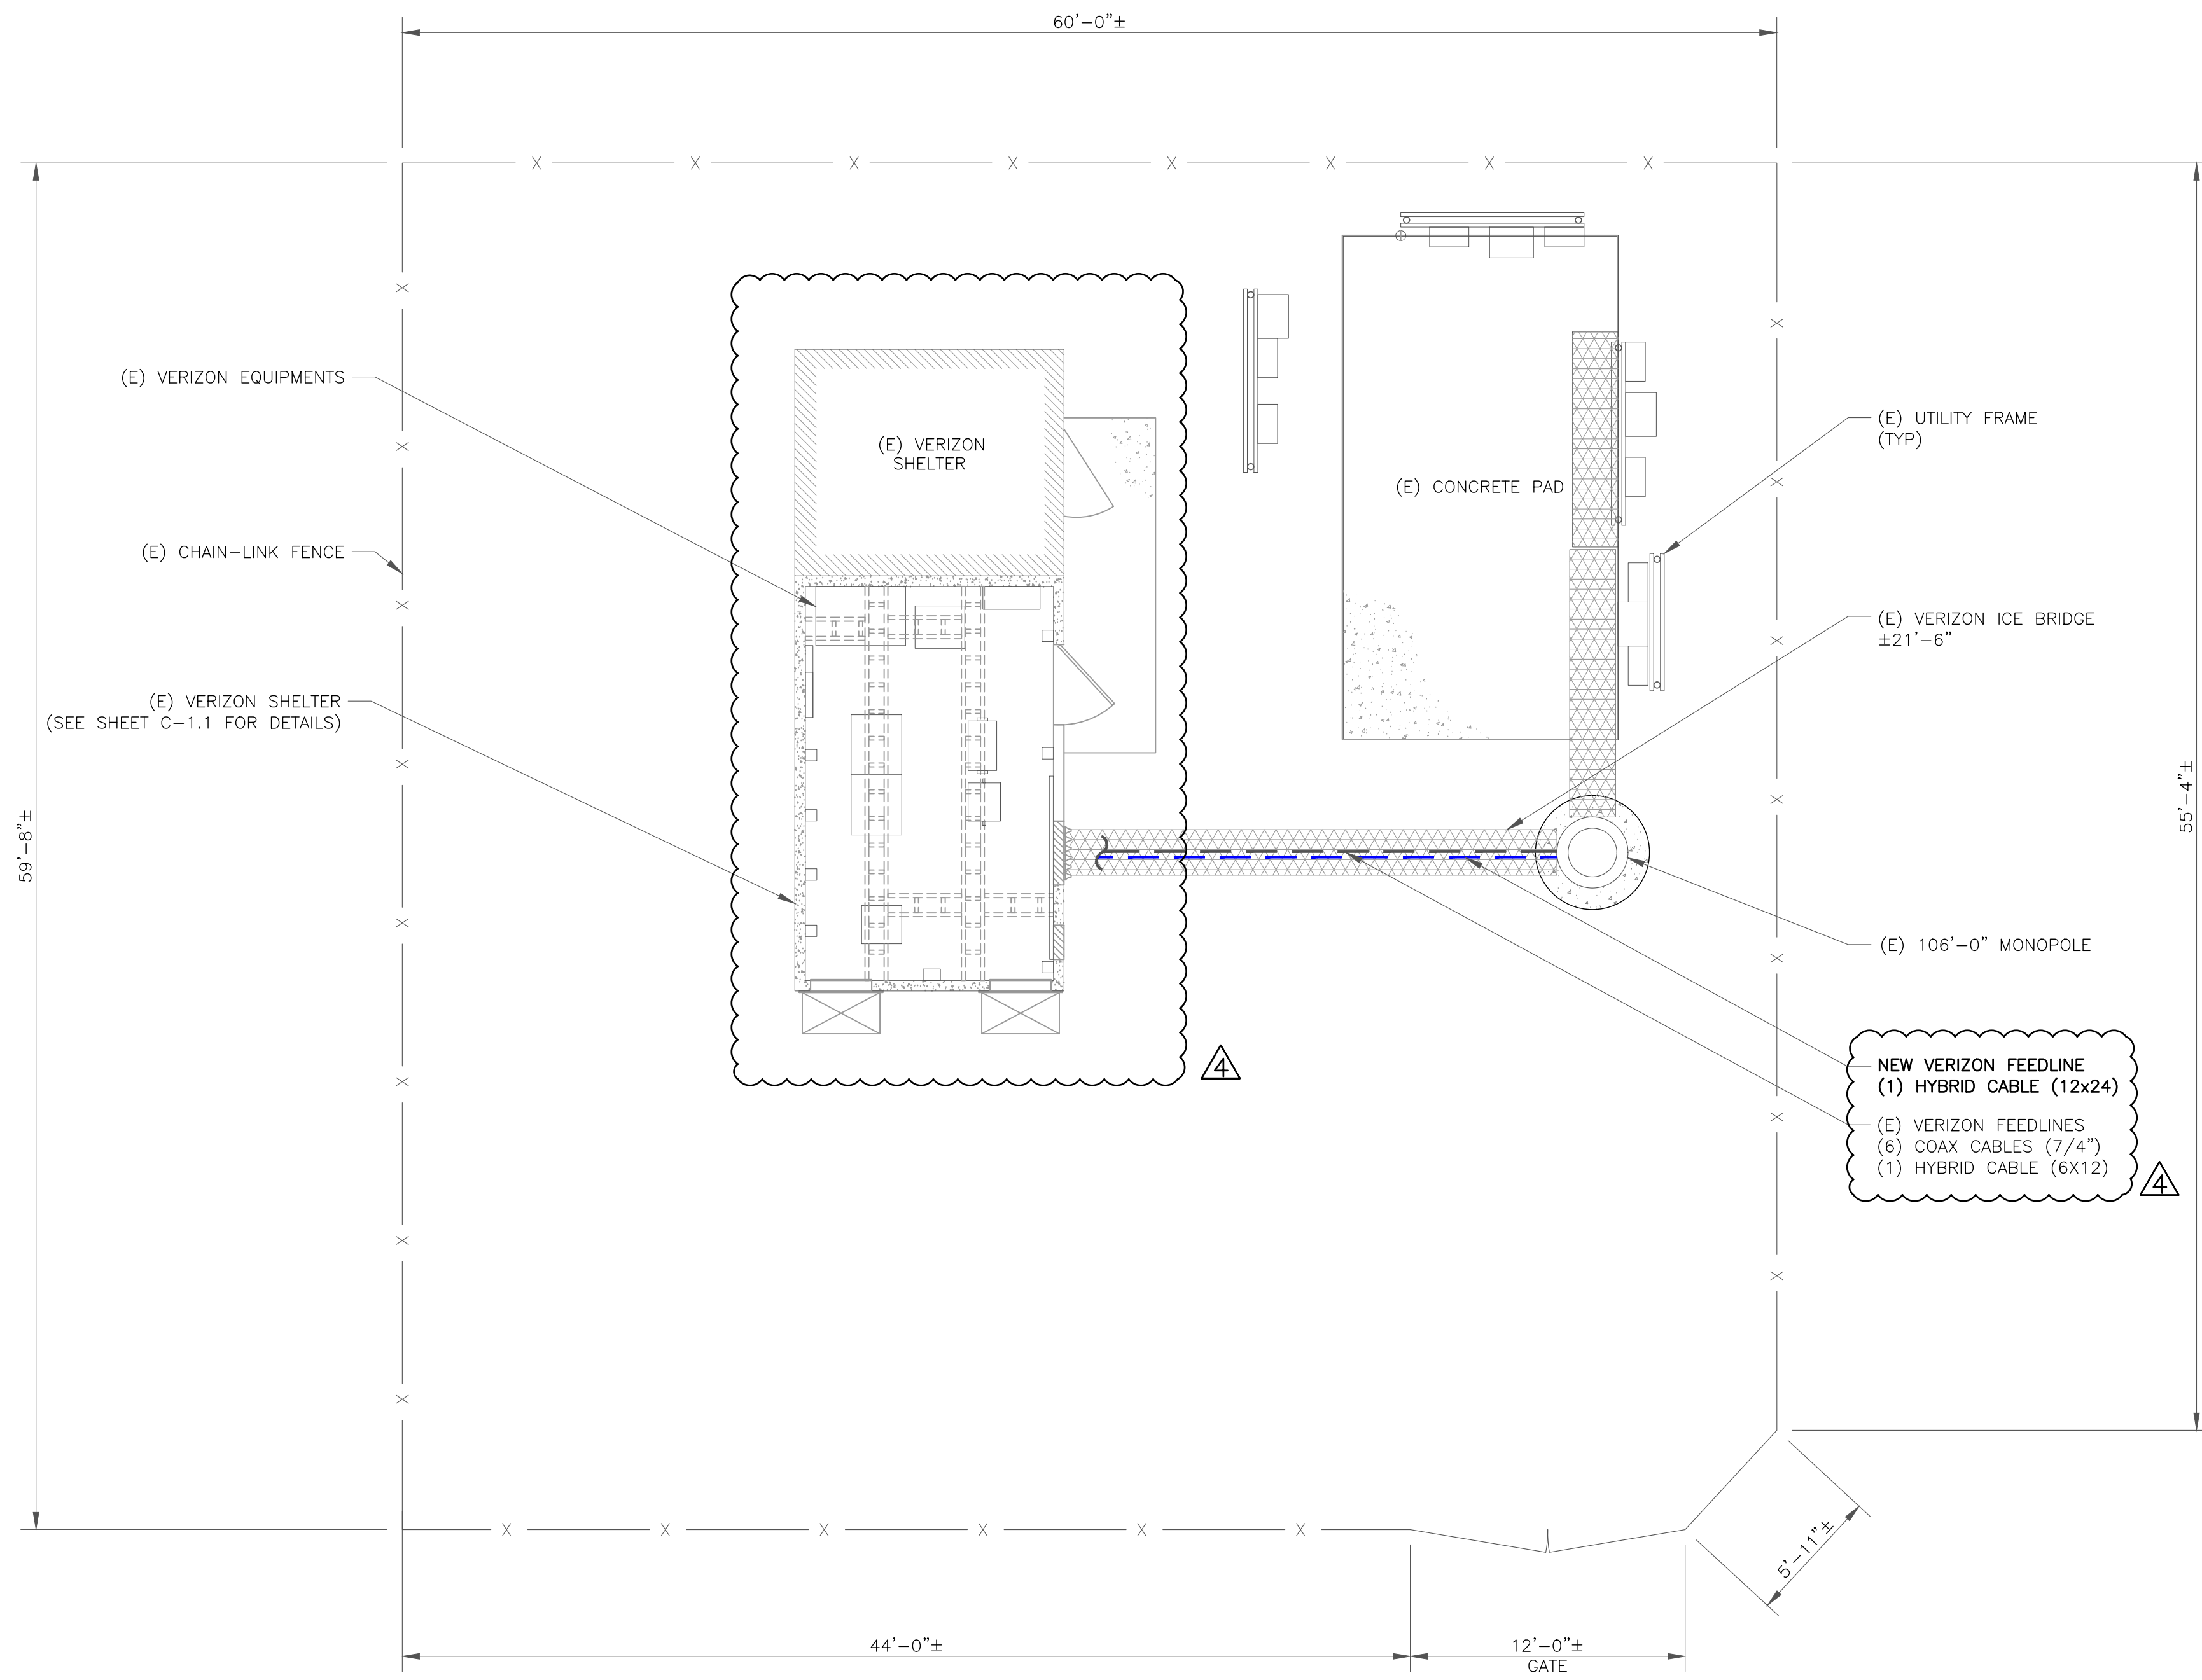 60'-0"±
(E) VERIZON EQUIPMENTS
(E) VERIZON
SHELTER
(E) UTILITY FRAME
(TYP)
(E) CONCRETE PAD
(E) CHAIN-LINK FENCE
(E) VERIZON ICE BRIDGE
±21'-6"
(E) VERIZON SHELTER
(SEE SHEET C-1.1 FOR DETAILS)
59'-8"±
55'-4"±
(E) 106'-0" MONOPOLE
4
NEW VERIZON FEEDLINE
(1) HYBRID CABLE (12x24)
(E) VERIZON FEEDLINES
(6) COAX CABLES (7/4")
(1) HYBRID CABLE (6X12)
4
5'-11"±
44'-0"±
12'-0"±
GATE